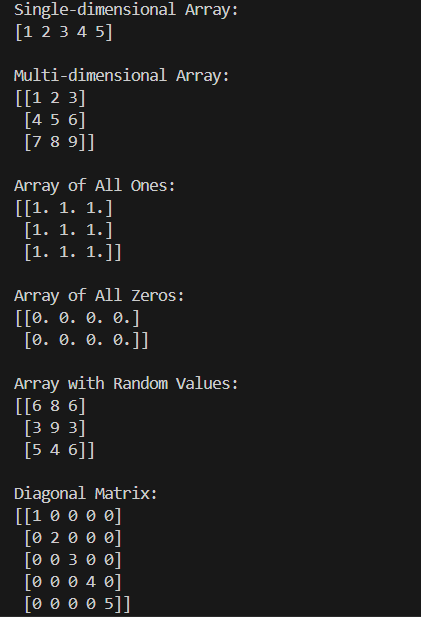 Single-dimensional Array:
[1 2 3 4 5]
Multi-dimensional Array:
[[1 2 3]
[4 5 6]
[7 8 9]]
Array of All Ones:
[[1. 1. 1.]
[1. 1. 1.]
[1. 1. 1.]]
Array of All Zeros:
[[0. 0. 0. 0.]
[0. 0. 0. 0.]]
Array with Random Values:
[[6 8 6]
[3 9 3]
[5 4 6]]
Diagonal Matrix:
[[1 0 0 0 0]
[0 2 0 0 0]
[0 0 3 0 0]
[0 0 0 4 0]
[0 0 0 0 5]]